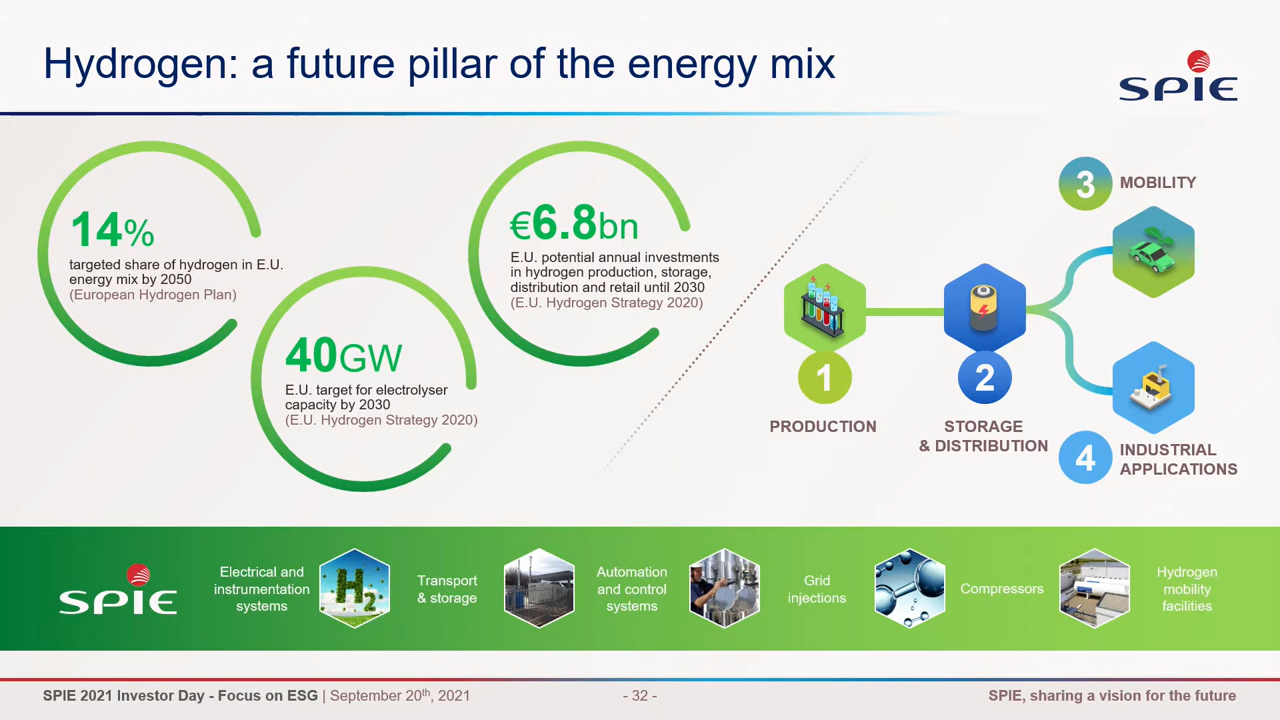 Hydrogen: a future pillar of the energy mix
SPIE
14%
targeted share of hydrogen in E.U.
energy mix by 2050
(European Hydrogen Plan)
40GW
E.U. target for electrolyser
capacity by 2030
(E.U. Hydrogen Strategy 2020)
€6.8bn
E.U. potential annual investments
in hydrogen production, storage,
distribution and retail until 2030
(E.U. Hydrogen Strategy 2020)
1
PRODUCTION
2
STORAGE
& DISTRIBUTION
3
MOBILITY
4
INDUSTRIAL
APPLICATIONS
SPIE
Electrical and
instrumentation
systems
H2
Transport
& storage
Automation
and control
systems
Grid
injections
Compressors
Hydrogen
mobility
facilities
SPIE 2021 Investor Day - Focus on ESG | September 20th, 2021
- 32 -
SPIE, sharing a vision for the future